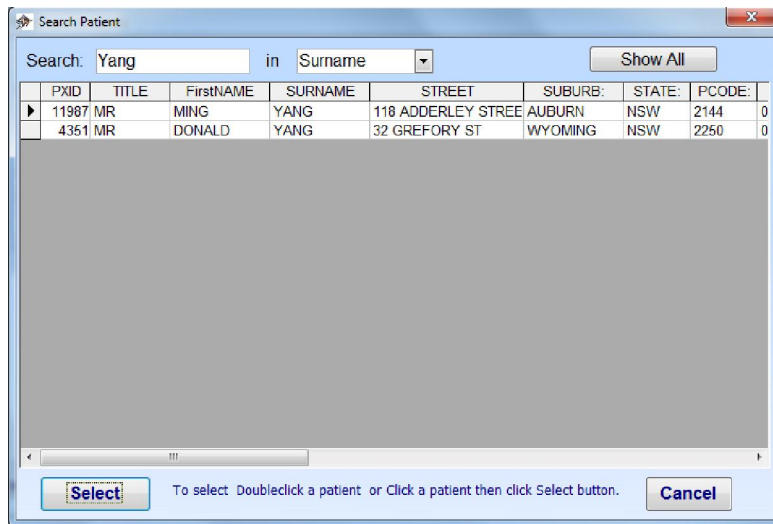 Search Patient
Search: Yang in Surname Show All
PXID TITLE FirstNAME SURNAME STREET SUBURB: STATE: PCODE:
11987 MR MING YANG 118 ADDERLEY STREE AUBURN NSW 2144 0
4351 MR DONALD YANG 32 GREFORY ST WYOMING NSW 2250 0
Select To select Doubleclick a patient or Click a patient then click Select button. Cancel